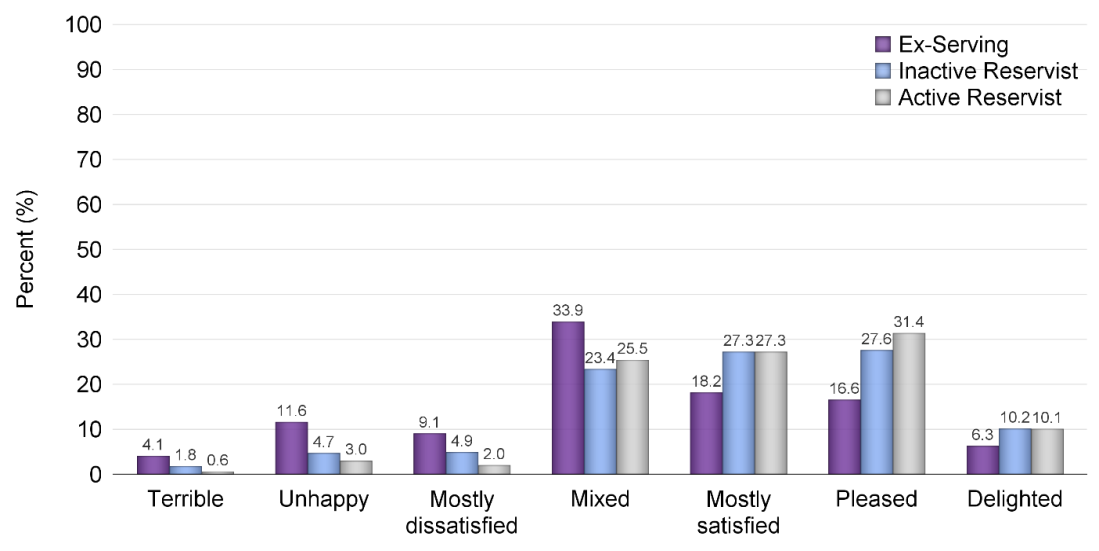 Percent (%)
100
90
80
70
60
50
40
30
20
10
0
Ex-Serving
Inactive Reservist
Active Reservist
4.1 1.8 0.6
11.6 4.7 3.0
9.1 4.9 2.0
33.9 23.4 25.5
18.2 27.3 27.3
16.6 27.6 31.4
6.3 10.2 10.1
Terrible
Unhappy
Mostly
dissatisfied
Mixed
Mostly
satisfied
Pleased
Delighted